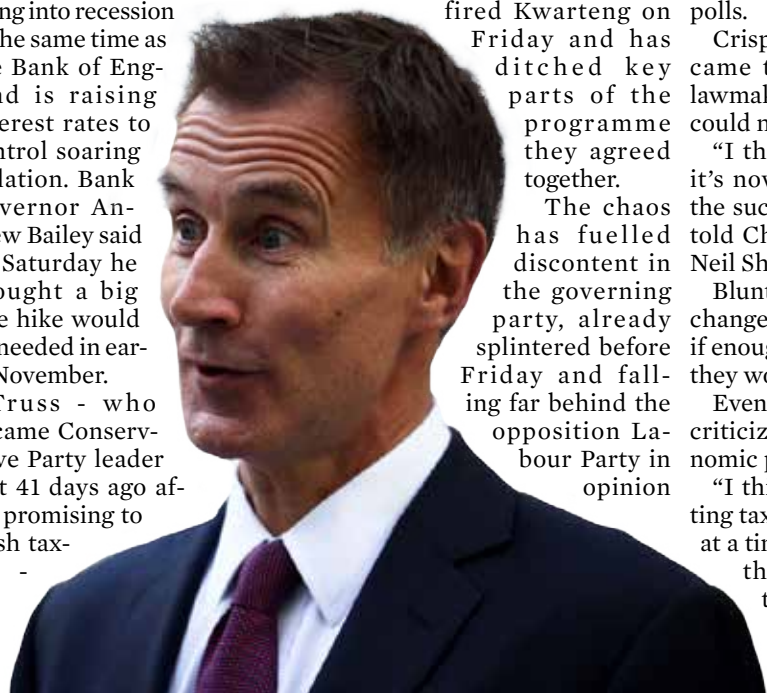 ng into recession
he same time as
e Bank of Eng-
nd is raising
erest rates to
ntrol soaring
lation. Bank
vernor An-
ew Bailey said
Saturday he
ought a big
e hike would
needed in ear-
November.
Truss - who
came Conserv-
ve Party leader
t 41 days ago af-
promising to
sh tax-
-
fired Kwarteng on
Friday and has
ditched key
parts of the
programme
they agreed
together.
The chaos
has fuelled
discontent in
the governing
party, already
splintered before
Friday and fall-
ing far behind the
opposition La-
bour Party in
opinion
polls.
Crisp
came t
lawmak
could n
“I th
it’s nov
the suc
told Ch
Neil Sh
Blunt
change
if enoug
they wo
Even
criticiz
nomic p
“I thi
ting tax
at a tin
th
t